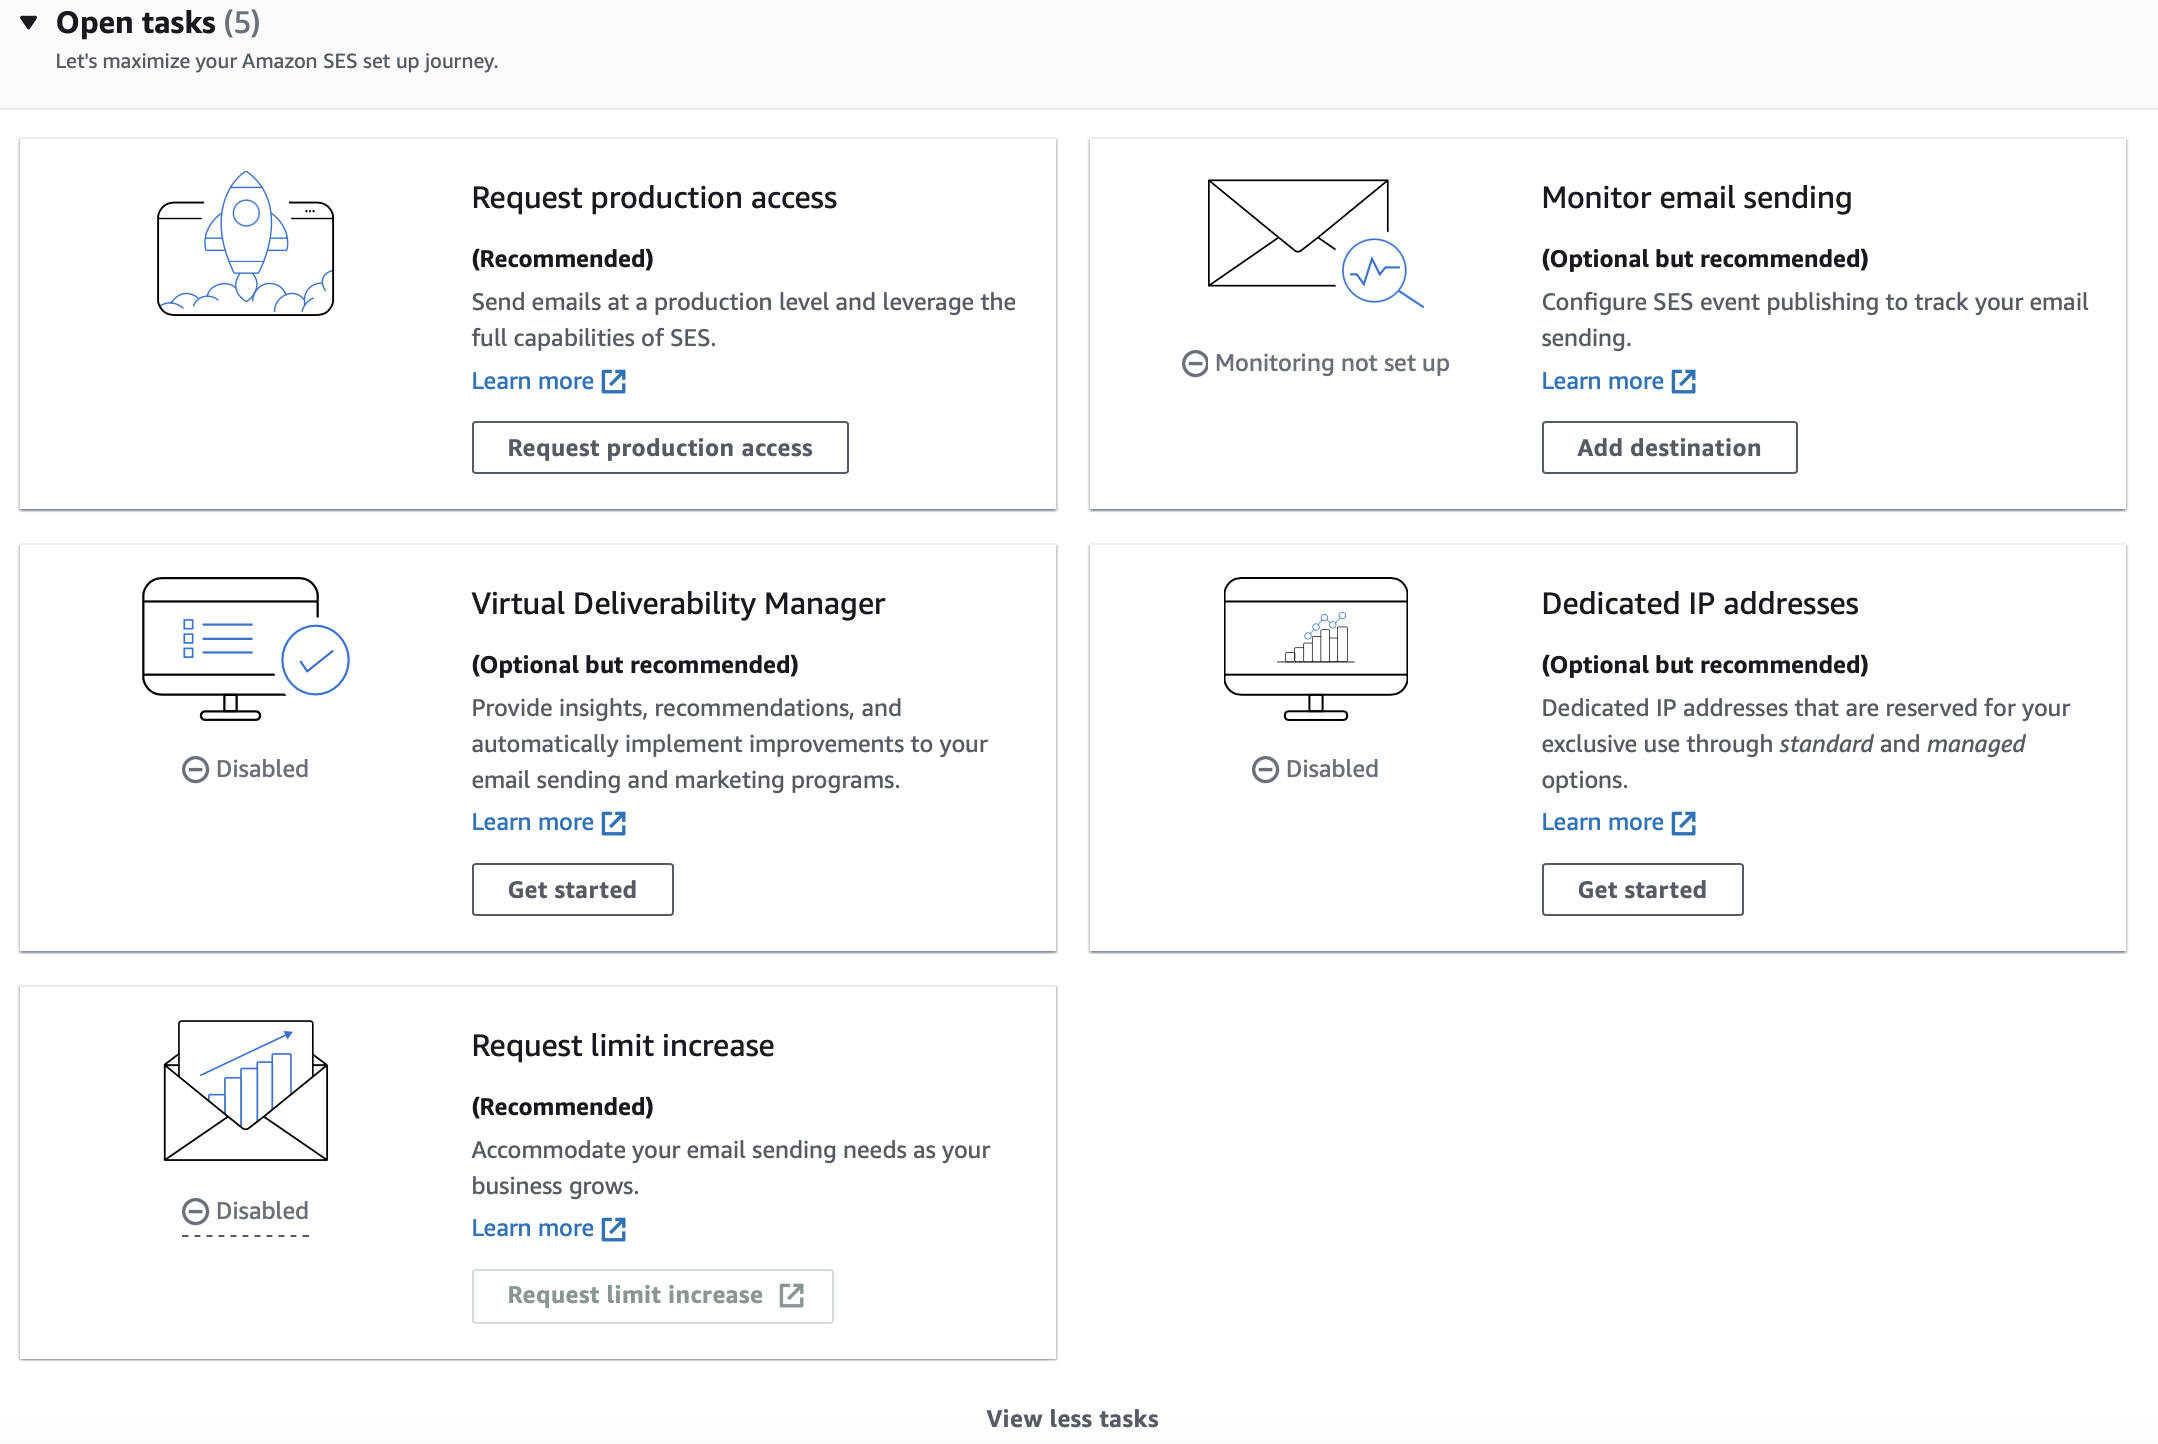 Open tasks (5)
Let's maximize your Amazon SES set up journey.
Request production access
(Recommended)
Send emails at a production level and leverage the
full capabilities of SES.
Learn more
Request production access
Monitoring not set up
Monitor email sending
(Optional but recommended)
Configure SES event publishing to track your email
sending.
Learn more
Add destination
Disabled
Virtual Deliverability Manager
(Optional but recommended)
Provide insights, recommendations, and
automatically implement improvements to your
email sending and marketing programs.
Learn more
Get started
Disabled
Dedicated IP addresses
(Optional but recommended)
Dedicated IP addresses that are reserved for your
exclusive use through standard and managed
options.
Learn more
Get started
Disabled
Request limit increase
(Recommended)
Accommodate your email sending needs as your
business grows.
Learn more
Request limit increase
View less tasks